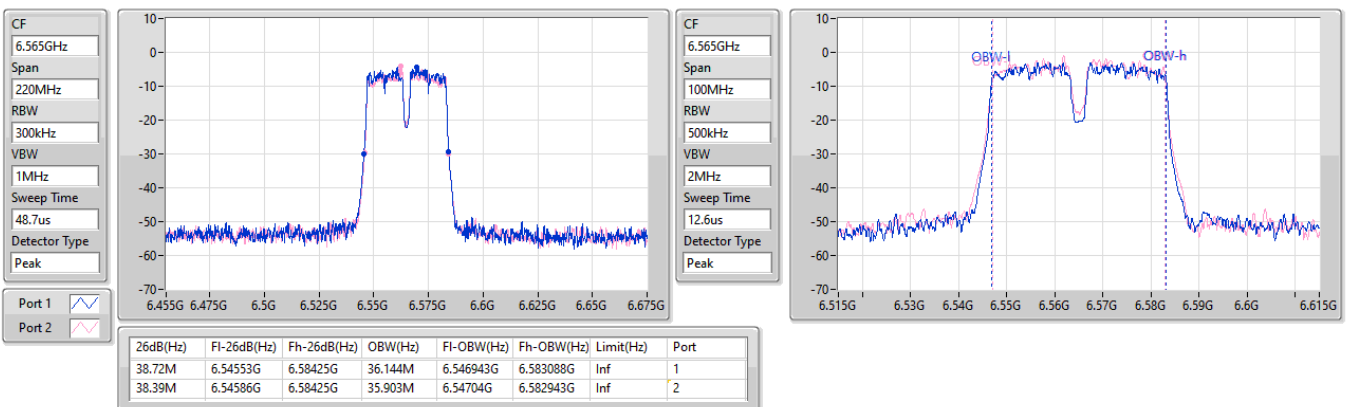 CF
6.565GHz
Span
220MHz
RBW
300kHz
VBW
1MHz
Sweep Time
48.7us
Detector Type
Peak
Port 1
Port 2
10
0
-10
-20
-30
-40
-50
-60
-70
6.455G 6.475G 6.5G 6.525G 6.55G 6.575G 6.6G 6.625G 6.65G 6.675G
CF
6.565GHz
Span
100MHz
RBW
500kHz
VBW
2MHz
Sweep Time
12.6us
Detector Type
Peak
10
0
-10
-20
-30
-40
-50
-60
-70
OBW-l OBW-h
6.515G 6.53G 6.54G 6.55G 6.56G 6.57G 6.58G 6.59G 6.6G 6.615G
26dB(Hz) Fl-26dB(Hz) Fh-26dB(Hz) OBW(Hz) Fl-OBW(Hz) Fh-OBW(Hz) Limit(Hz) Port
38.72M 6.54553G 6.58425G 36.144M 6.546943G 6.583088G Inf 1
38.39M 6.54586G 6.58425G 35.903M 6.54704G 6.582943G Inf 2